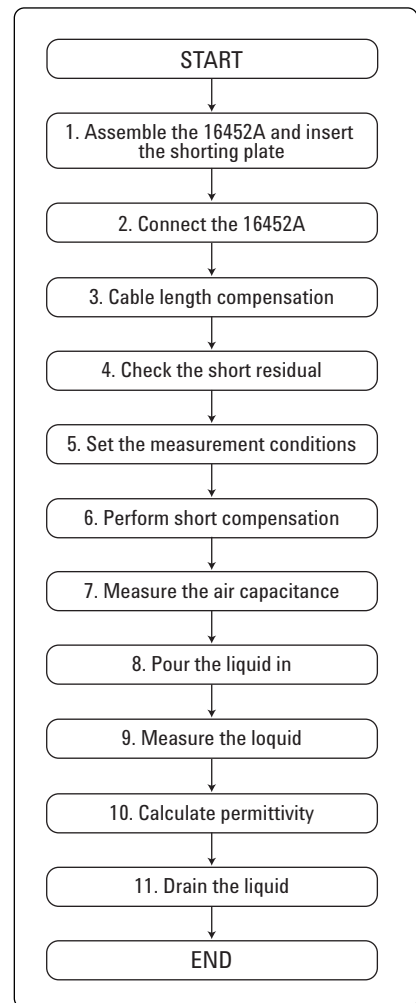 START
1. Assemble the 16452A and insert
the shorting plate
2. Connect the 16452A
3. Cable length compensation
4. Check the short residual
5. Set the measurement conditions
6. Perform short compensation
7. Measure the air capacitance
8. Pour the liquid in
9. Measure the loquid
10. Calculate permittivity
11. Drain the liquid
END